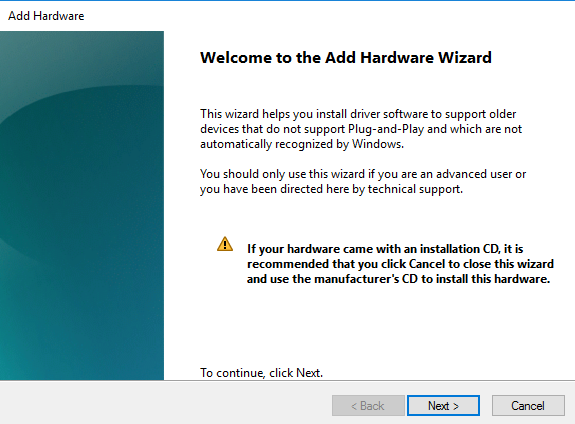 Add Hardware
Welcome to the Add Hardware Wizard
This wizard helps you install driver software to support older
devices that do not support Plug-and-Play and which are not
automatically recognized by Windows.
You should only use this wizard if you are an advanced user or
you have been directed here by technical support.
If your hardware came with an installation CD, it is
recommended that you click Cancel to close this wizard
and use the manufacturer's CD to install this hardware.
To continue, click Next.
< Back
Next >
Cancel